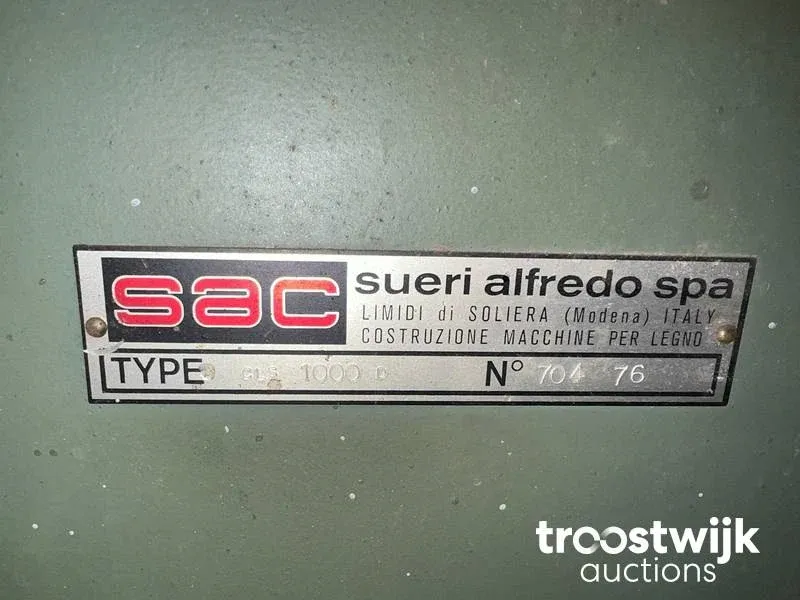 sac
sueri alfredo spa
LIMIDI di SOLIERA (Modena) ITALY
COSTRUZIONE MACCHINE PER LEGNO
TYPE 1000 D N° 704 76
troostwijk
auctions